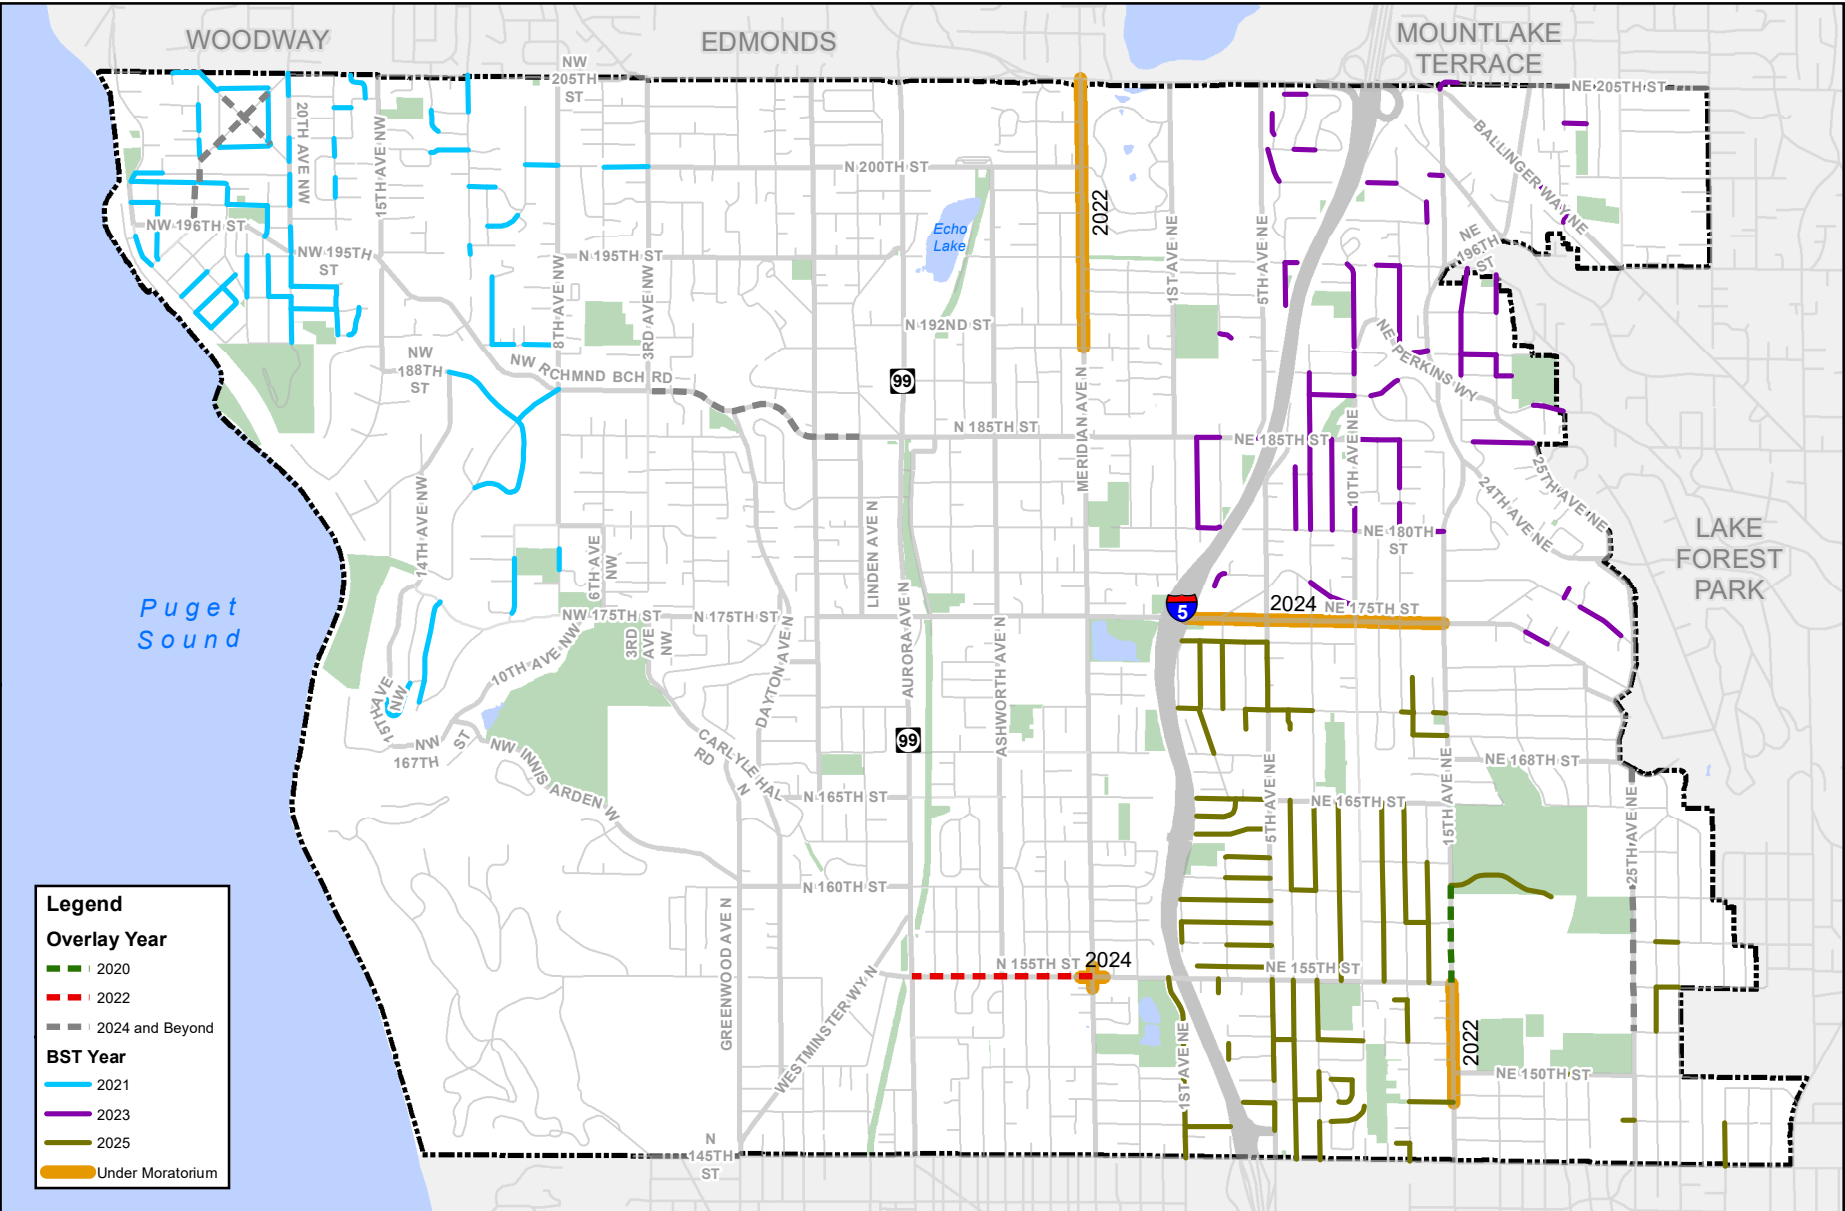 WOODWAY
EDMONDS
MOUNTLAKE
TERRACE
NW
205TH
ST
NE 205TH ST
20TH AVE NW
15TH AVE NW
BALLINGER WAY NE
N 200TH ST
2022
NW 196TH ST
NW 195TH
ST
N 195TH ST
Echo
Lake
1ST AVE NE
5TH AVE NE
NE
196TH
ST
8TH AVE NW
3RD AVE NW
N 192ND ST
NW
188TH
ST
NW RCHMND BCH RD
99
NE PERKINS WY
MERIDIAN AVE N
N 185TH ST
NE 185TH ST
10TH AVE NE
25TH AVE NE
24TH AVE NE
14TH AVE NW
LINDEN AVE N
NE 180TH
ST
LAKE
FOREST
PARK
6TH AVE
NW
Puget
Sound
NW 175TH ST
N 175TH ST
5
2024
NE 175TH ST
3RD
AVE
NW
10TH AVE NW
DAYTON AVE N
AURORA AVE N
ASHWORTH AVE N
15TH AVE
NW
NW
167TH
ST
NW INNIS ARDEN W
CARLYLE HAL
RD
N
99
N 165TH ST
5TH AVE NE
NE 165TH ST
15TH AVE NE
NE 168TH ST
25TH AVE NE
N 160TH ST
GREENWOOD AVE N
WESTMINSTER WY N
N 155TH ST
2024
NE 155TH ST
1ST AVE NE
2022
NE 150TH ST
N
145TH
ST
Legend
Overlay Year
2020
2022
2024 and Beyond
BST Year
2021
2023
2025
Under Moratorium